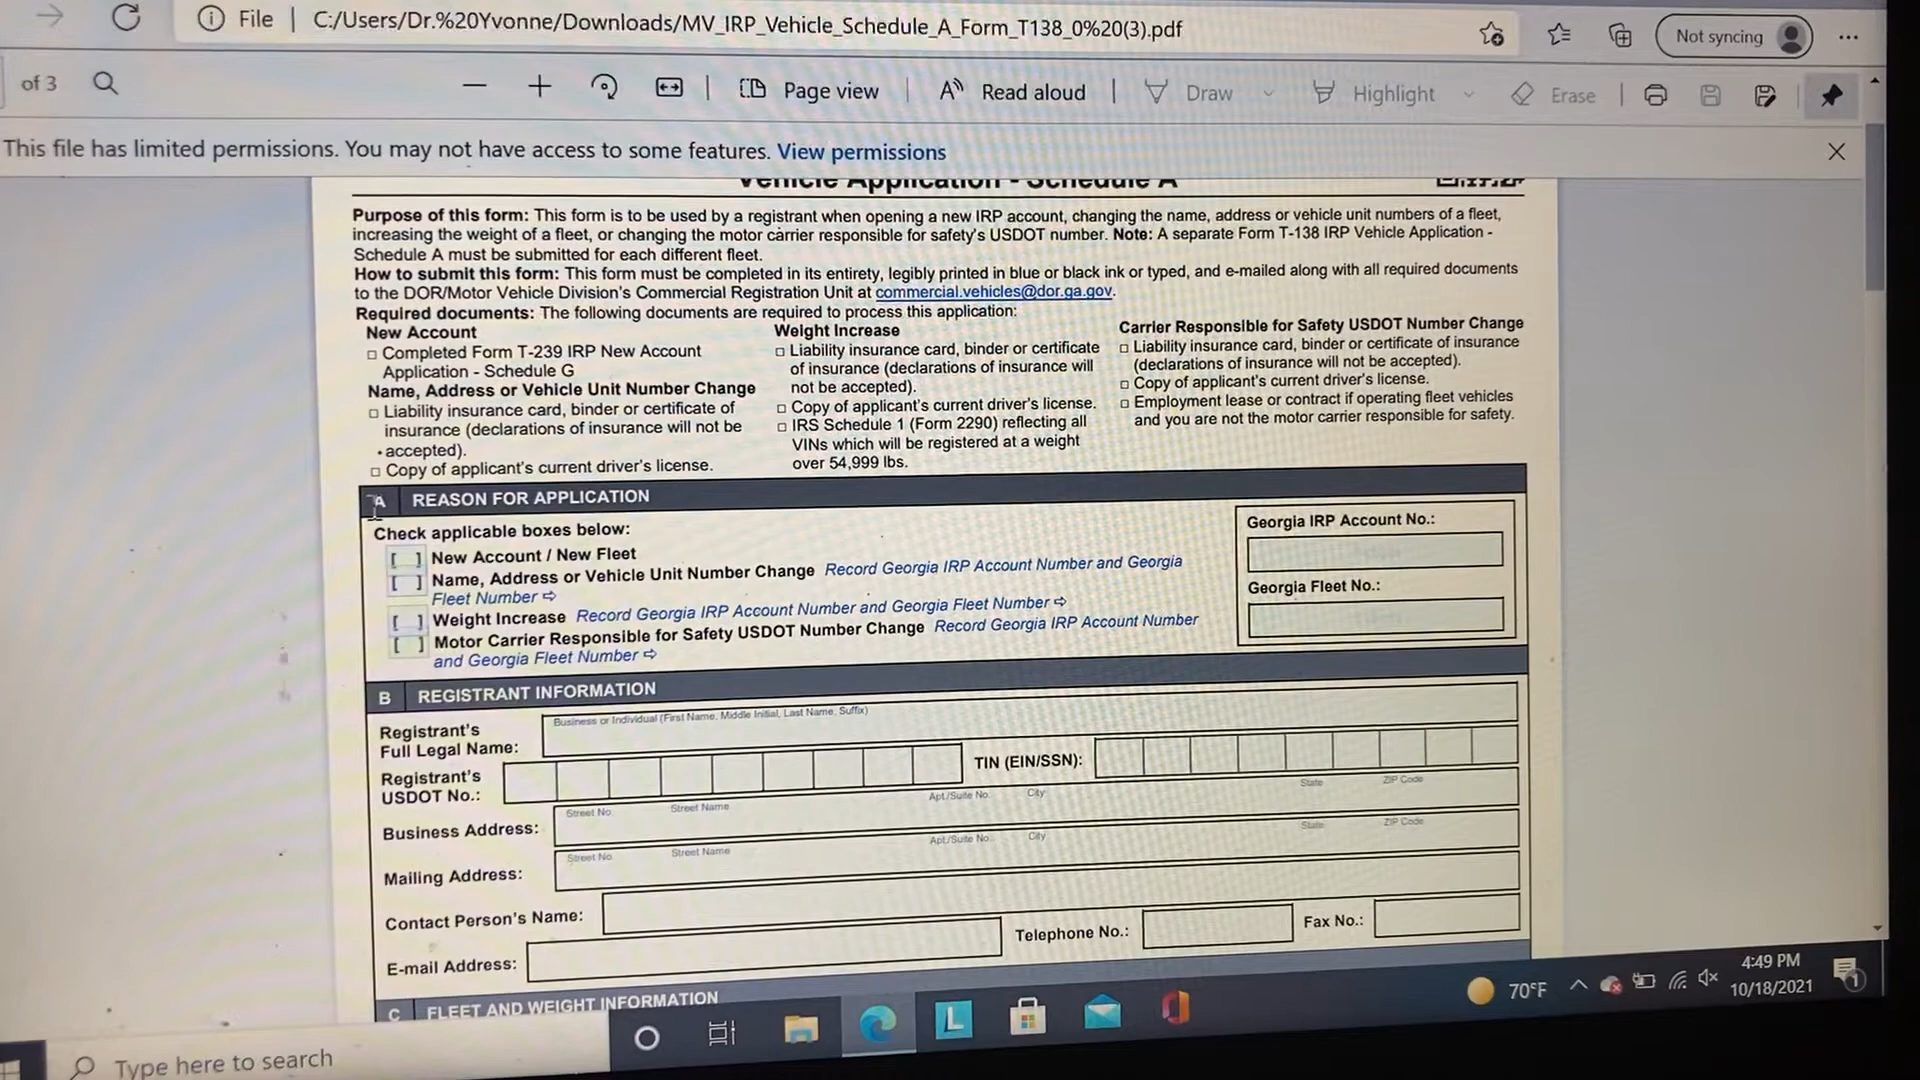 File | C:/Users/Dr.%20Yvonne/Downloads/MV_IRP_Vehicle_Schedule_A_Form_T138_0%20(3).pdf
Not syncing
of 3
Page view
Read aloud
Draw
Highlight
Erase
This file has limited permissions. You may not have access to some features. View permissions
Vehicle Application - Schedule A
Purpose of this form: This form is to be used by a registrant when opening a new IRP account, changing the name, address or vehicle unit numbers of a fleet,
increasing the weight of a fleet, or changing the motor carrier responsible for safety's USDOT number. Note: A separate Form T-138 IRP Vehicle Application -
Schedule A must be submitted for each different fleet.
How to submit this form: This form must be completed in its entirety, legibly printed in blue or black ink or typed, and e-mailed along with all required documents
to the DOR/Motor Vehicle Division's Commercial Registration Unit at commercial.vehicles@dor.ga.gov.
Required documents: The following documents are required to process this application:
New Account
□ Completed Form T-239 IRP New Account
Application - Schedule G
Name, Address or Vehicle Unit Number Change
□ Liability insurance card, binder or certificate of
insurance (declarations of insurance will not be
accepted).
□ Copy of applicant's current driver's license.
Weight Increase
□ Liability insurance card, binder or certificate
of insurance (declarations of insurance will
not be accepted).
□ Copy of applicant's current driver's license.
□ IRS Schedule 1 (Form 2290) reflecting all
VINs which will be registered at a weight
over 54,999 lbs.
Carrier Responsible for Safety USDOT Number Change
□ Liability insurance card, binder or certificate of insurance
(declarations of insurance will not be accepted).
□ Copy of applicant's current driver's license.
□ Employment lease or contract if operating fleet vehicles
and you are not the motor carrier responsible for safety.
A REASON FOR APPLICATION
Check applicable boxes below:
[ ] New Account / New Fleet
[ ] Name, Address or Vehicle Unit Number Change Record Georgia IRP Account Number and Georgia
Fleet Number ⇨
[ ] Weight Increase Record Georgia IRP Account Number and Georgia Fleet Number ⇨
[ ] Motor Carrier Responsible for Safety USDOT Number Change Record Georgia IRP Account Number
and Georgia Fleet Number ⇨
Georgia IRP Account No.:
Georgia Fleet No.:
B REGISTRANT INFORMATION
Registrant's
Full Legal Name:
Business or Individual (First Name, Middle Initial, Last Name, Suffix)
Registrant's
USDOT No.:
TIN (EIN/SSN):
Business Address:
Street No. Street Name Apt./Suite No. City State ZIP Code
Mailing Address:
Street No. Street Name Apt./Suite No. City State ZIP Code
Contact Person's Name:
E-mail Address:
Telephone No.:
Fax No.:
C FLEET AND WEIGHT INFORMATION
Type here to search
L
70°F
4:49 PM
10/18/2021
1